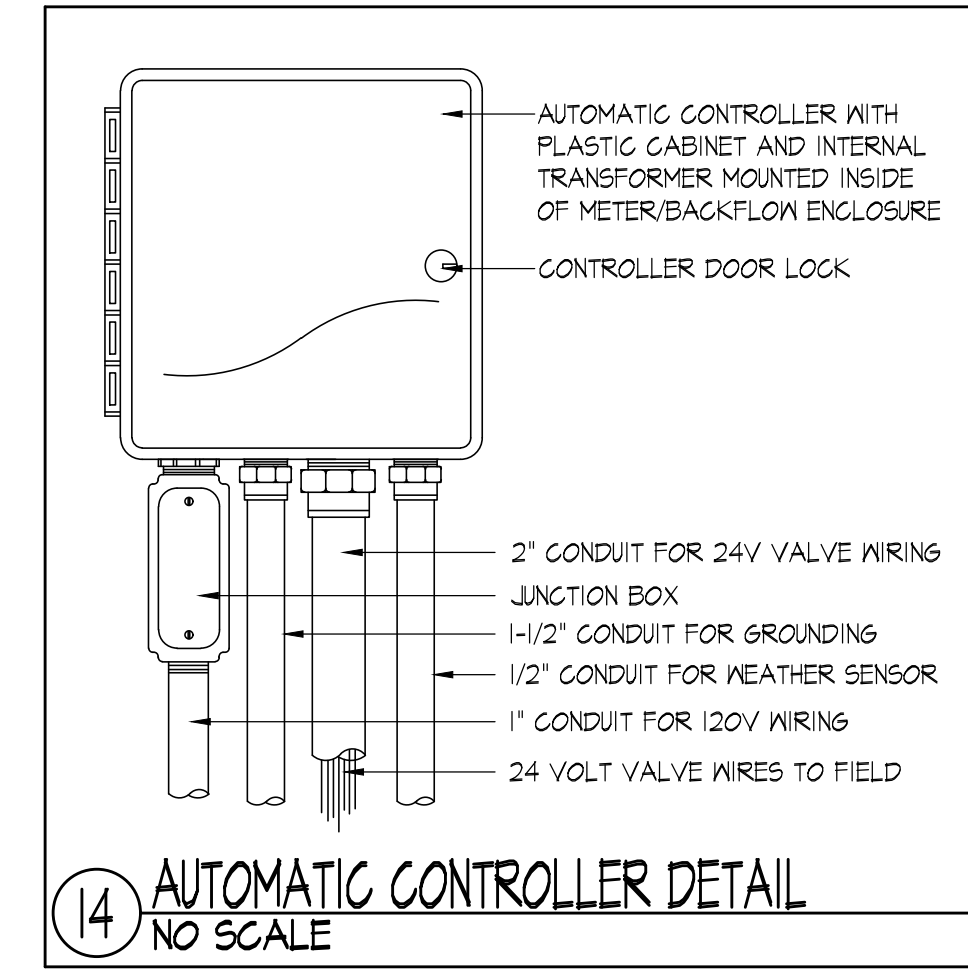 AUTOMATIC CONTROLLER WITH
PLASTIC CABINET AND INTERNAL
TRANSFORMER MOUNTED INSIDE
OF METER/BACKFLOW ENCLOSURE
CONTROLLER DOOR LOCK
2" CONDUIT FOR 24V VALVE WIRING
JUNCTION BOX
1-1/2" CONDUIT FOR GROUNDING
1/2" CONDUIT FOR WEATHER SENSOR
1" CONDUIT FOR 120V WIRING
24 VOLT VALVE WIRES TO FIELD
14
AUTOMATIC CONTROLLER DETAIL
NO SCALE